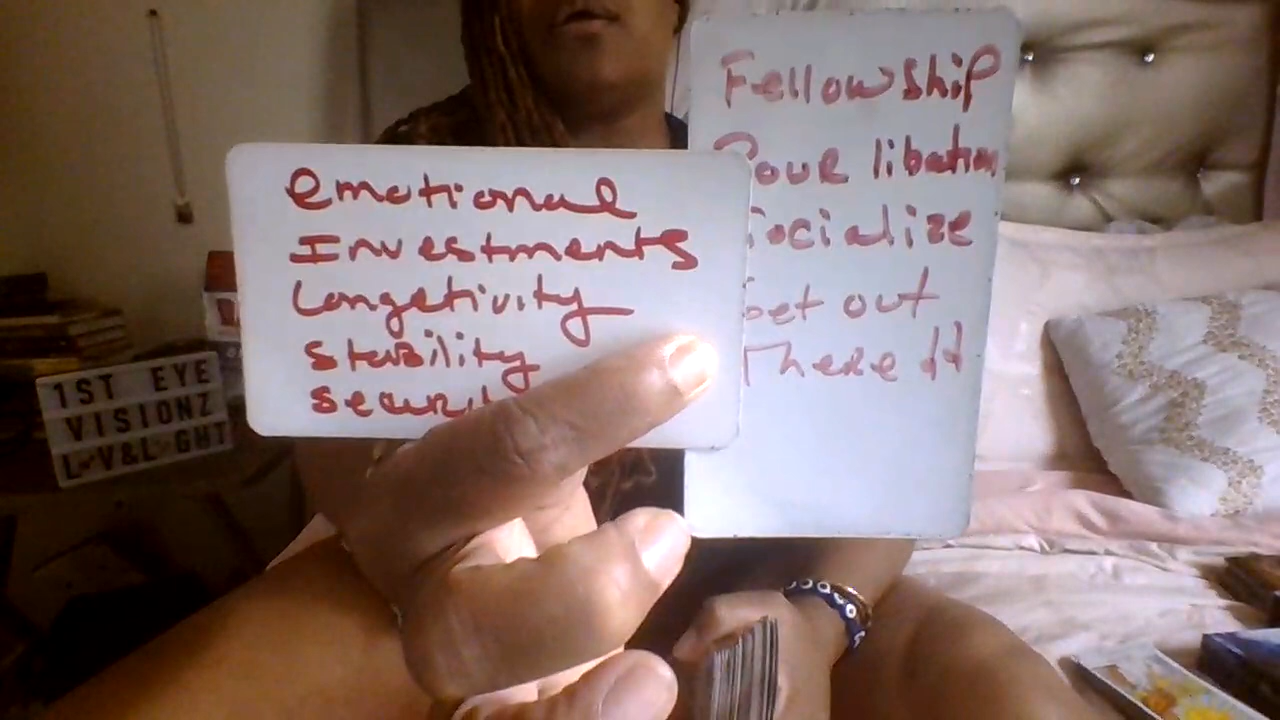 emotional
Investments
Longetivity
Stability
Fellowship
Pour libation
Socialize
Get out
There
1ST EYE
VISIONZ
L♥V&L GHT